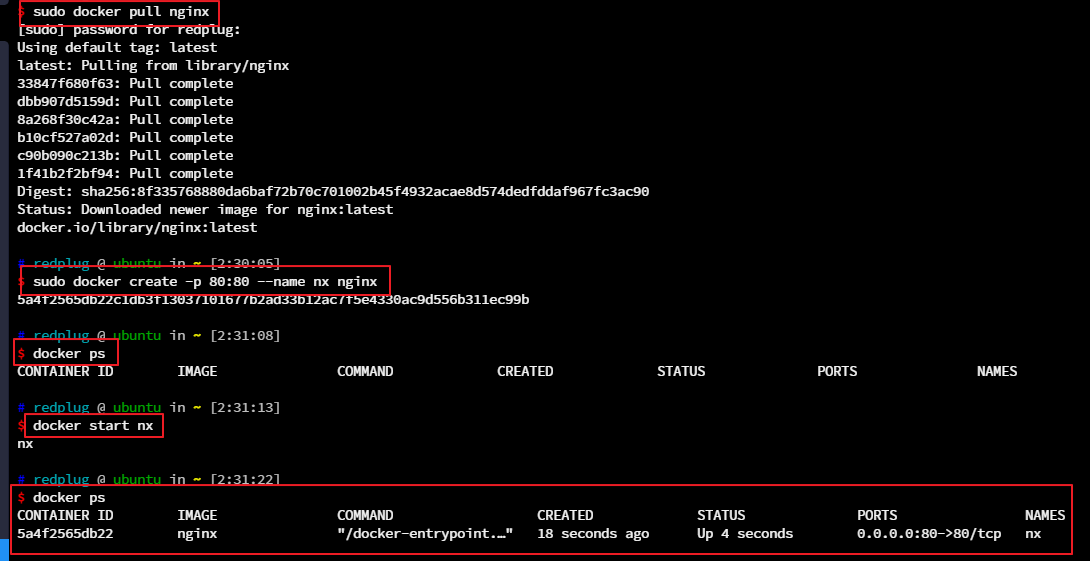 $ sudo docker pull nginx
[sudo] password for redplug:
Using default tag: latest
latest: Pulling from library/nginx
33847f680f63: Pull complete
dbb907d5159d: Pull complete
8a268f30c42a: Pull complete
b10cf527a02d: Pull complete
c90b090c213b: Pull complete
1f41b2f2bf94: Pull complete
Digest: sha256:8f335768880da6baf72b70c701002b45f4932acae8d574dedfddaf967fc3ac90
Status: Downloaded newer image for nginx:latest
docker.io/library/nginx:latest
# redplug @ ubuntu in ~ [2:30:05]
$ sudo docker create -p 80:80 --name nx nginx
5a4f2565db22c1db3f13037101677b2ad33b12ac7f5e4330ac9d556b311ec99b
# redplug @ ubuntu in ~ [2:31:08]
$ docker ps
CONTAINER ID IMAGE COMMAND CREATED STATUS PORTS NAMES
# redplug @ ubuntu in ~ [2:31:13]
$ docker start nx
nx
# redplug @ ubuntu in ~ [2:31:22]
$ docker ps
CONTAINER ID IMAGE COMMAND CREATED STATUS PORTS NAMES
5a4f2565db22 nginx "/docker-entrypoint.…" 18 seconds ago Up 4 seconds 0.0.0.0:80->80/tcp nx